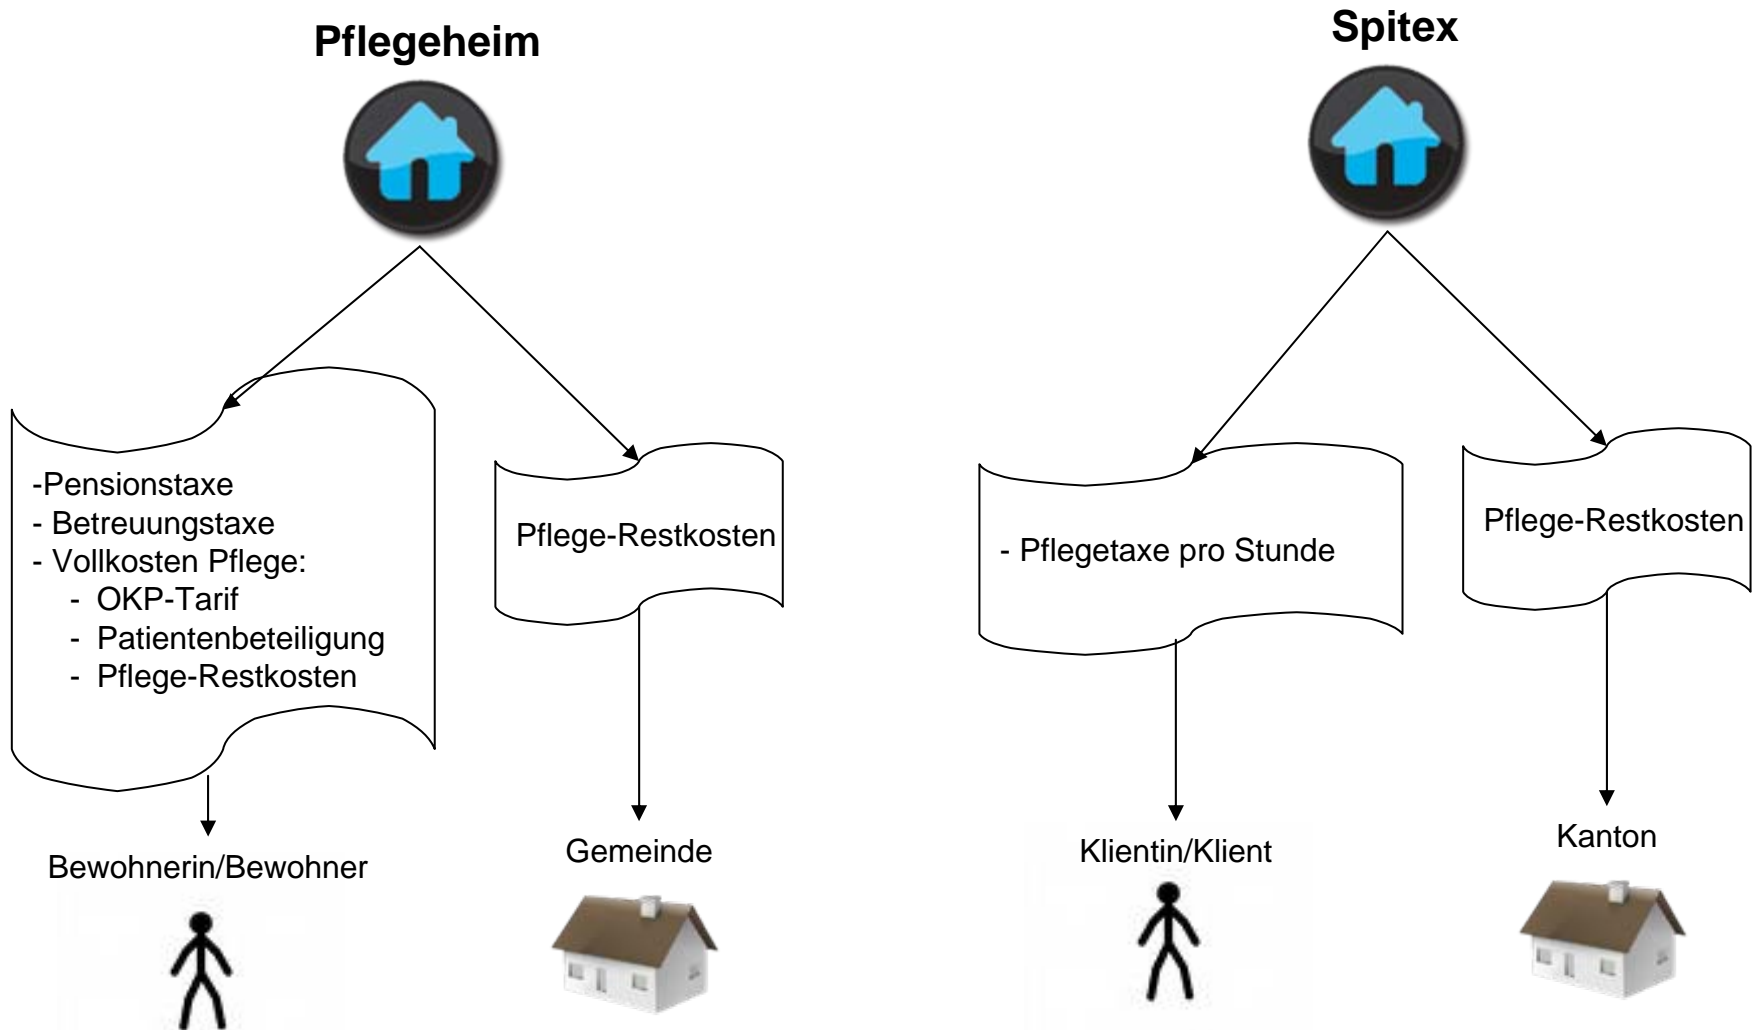 Pflegeheim
-Pensionstaxe
- Betreuungstaxe
- Vollkosten Pflege:
- OKP-Tarif
- Patientenbeteiligung
- Pflege-Restkosten
Bewohnerin/Bewohner
Pflege-Restkosten
Gemeinde
Spitex
- Pflegetaxe pro Stunde
Klientin/Klient
Pflege-Restkosten
Kanton